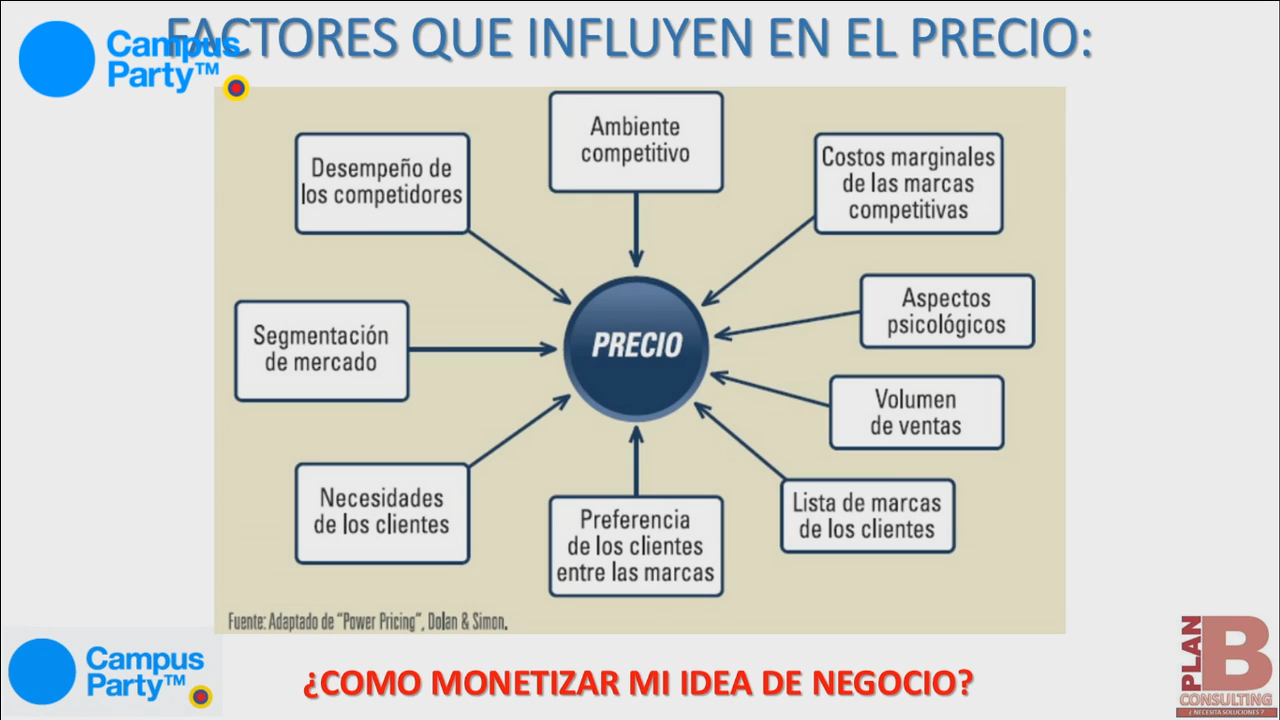 FACTORES QUE INFLUYEN EN EL PRECIO:
Campus
Party™
Ambiente
competitivo
Desempeño de
los competidores
Costos marginales
de las marcas
competitivas
Aspectos
psicológicos
Segmentación
de mercado
PRECIO
Volumen
de ventas
Necesidades
de los clientes
Preferencia
de los clientes
entre las marcas
Lista de marcas
de los clientes
Fuente: Adaptado de “Power Pricing”, Dolan & Simon.
Campus
Party™
¿COMO MONETIZAR MI IDEA DE NEGOCIO?
PLAN
B
CONSULTING
¿ NECESITA SOLUCIONES ?